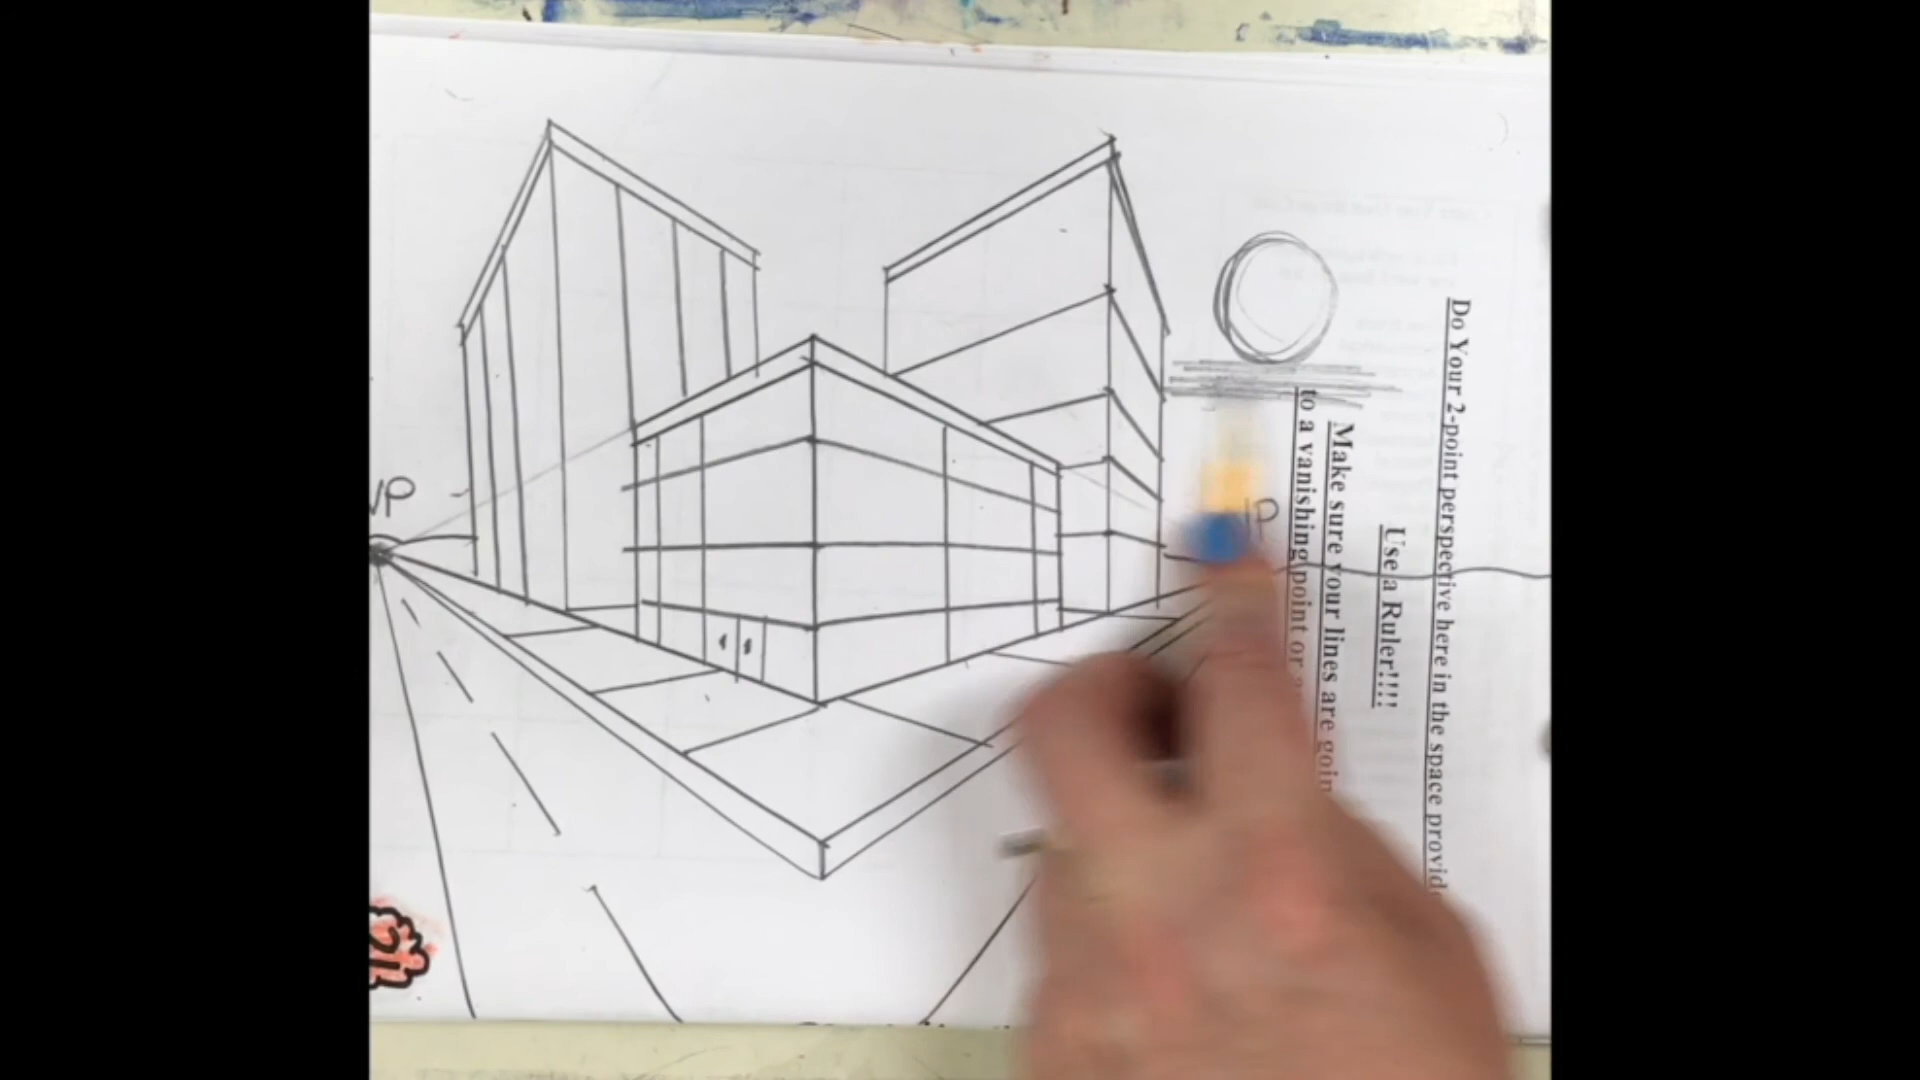 Do Your 2-point perspective here in the space provid
Use a Ruler!!!!
Make sure your lines are goin
to a vanishing point or
VP
21